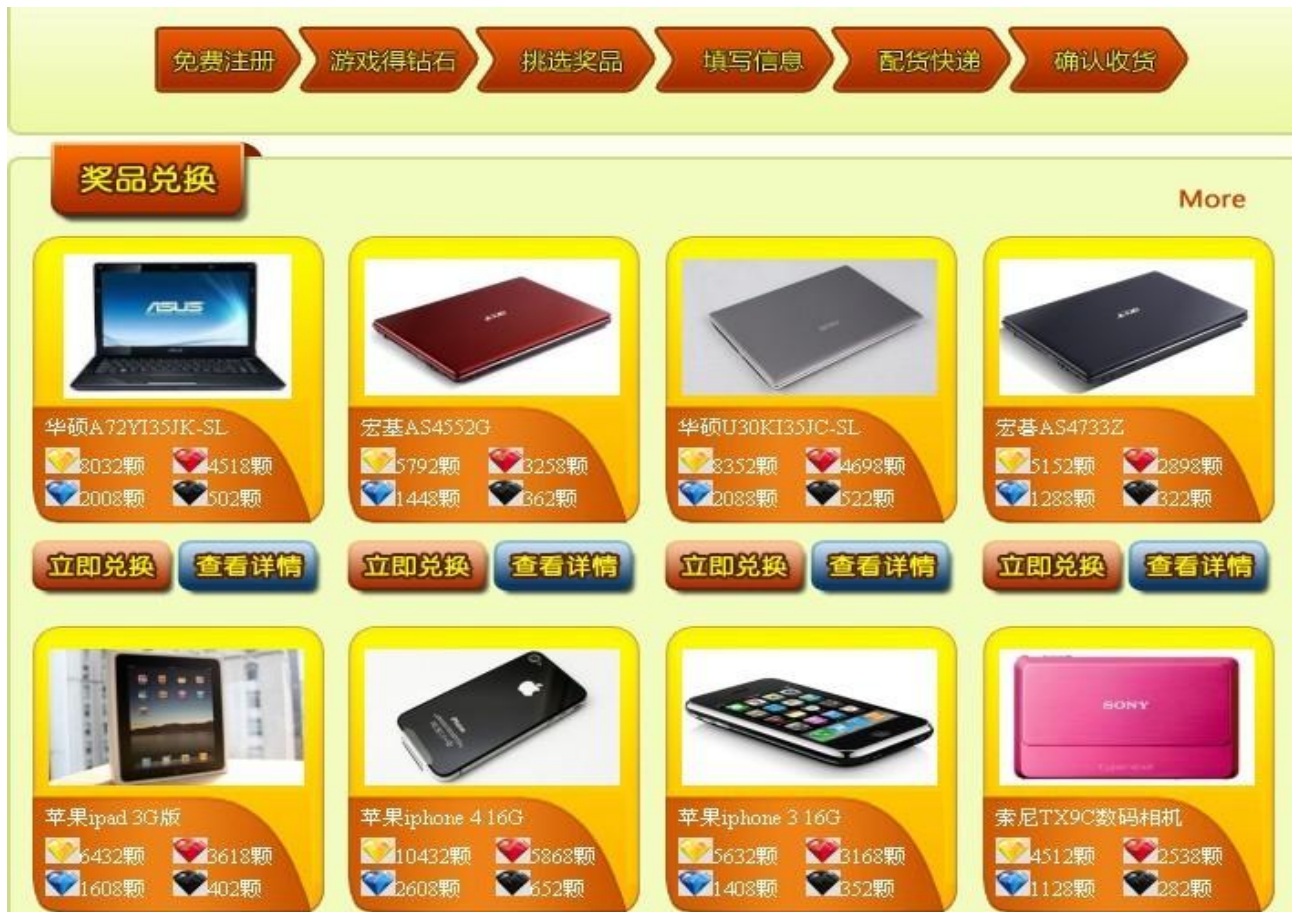 免费注册 游戏得钻石 挑选奖品 填写信息 配货快递 确认收货
奖品兑换
More
ASUS
华硕A72YI35JK-SL
8032颗 4518颗
2008颗 502颗
立即兑换 查看详情
acer
宏基AS4552G
5792颗 3258颗
1448颗 362颗
立即兑换 查看详情
华硕U30KI35JC-SL
8352颗 4698颗
2088颗 522颗
立即兑换 查看详情
acer
宏碁AS4733Z
5152颗 2898颗
1288颗 322颗
立即兑换 查看详情
苹果ipad 3G版
6432颗 3618颗
1608颗 402颗
iPhone
苹果iphone 4 16G
10432颗 5868颗
2608颗 652颗
苹果iphone 3 16G
5632颗 3168颗
1408颗 352颗
SONY
Cyber-shot
索尼TX9C数码相机
4512颗 2538颗
1128颗 282颗